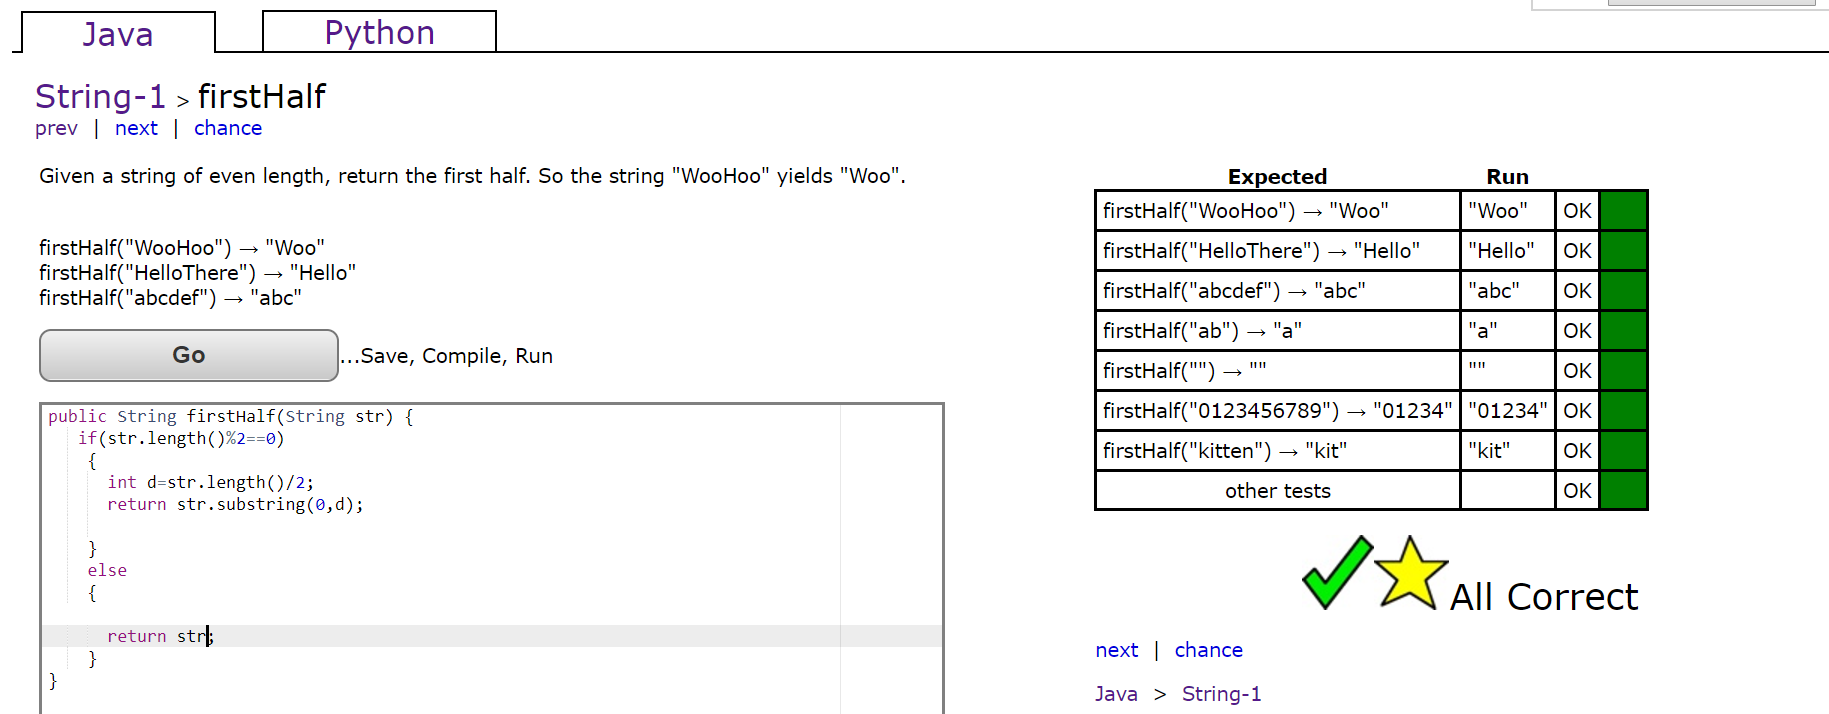 Java Python
String-1 > firstHalf
prev | next | chance
Given a string of even length, return the first half. So the string "WooHoo" yields "Woo".
firstHalf("WooHoo") → "Woo"
firstHalf("HelloThere") → "Hello"
firstHalf("abcdef") → "abc"
Go ...Save, Compile, Run
public String firstHalf(String str) {
if(str.length()%2==0)
{
int d=str.length()/2;
return str.substring(0,d);
}
else
{
return str;
}
}
Expected Run
firstHalf("WooHoo") → "Woo" "Woo" OK
firstHalf("HelloThere") → "Hello" "Hello" OK
firstHalf("abcdef") → "abc" "abc" OK
firstHalf("ab") → "a" "a" OK
firstHalf("") → "" "" OK
firstHalf("0123456789") → "01234" "01234" OK
firstHalf("kitten") → "kit" "kit" OK
other tests OK
All Correct
next | chance
Java > String-1